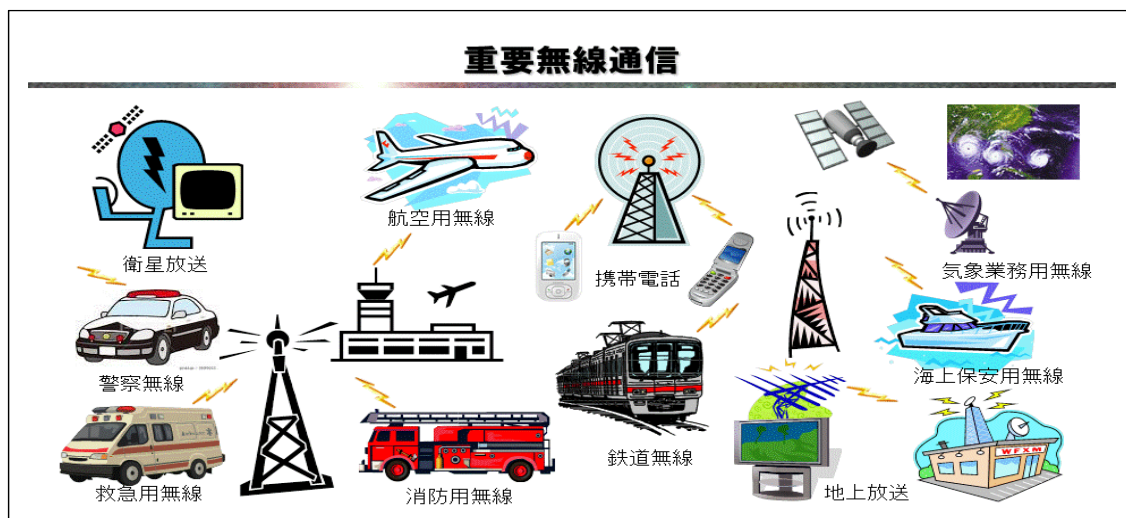 重要無線通信
衛星放送
航空用無線
携帯電話
気象業務用無線
警察無線
海上保安用無線
救急用無線
消防用無線
鉄道無線
地上放送
WFXM